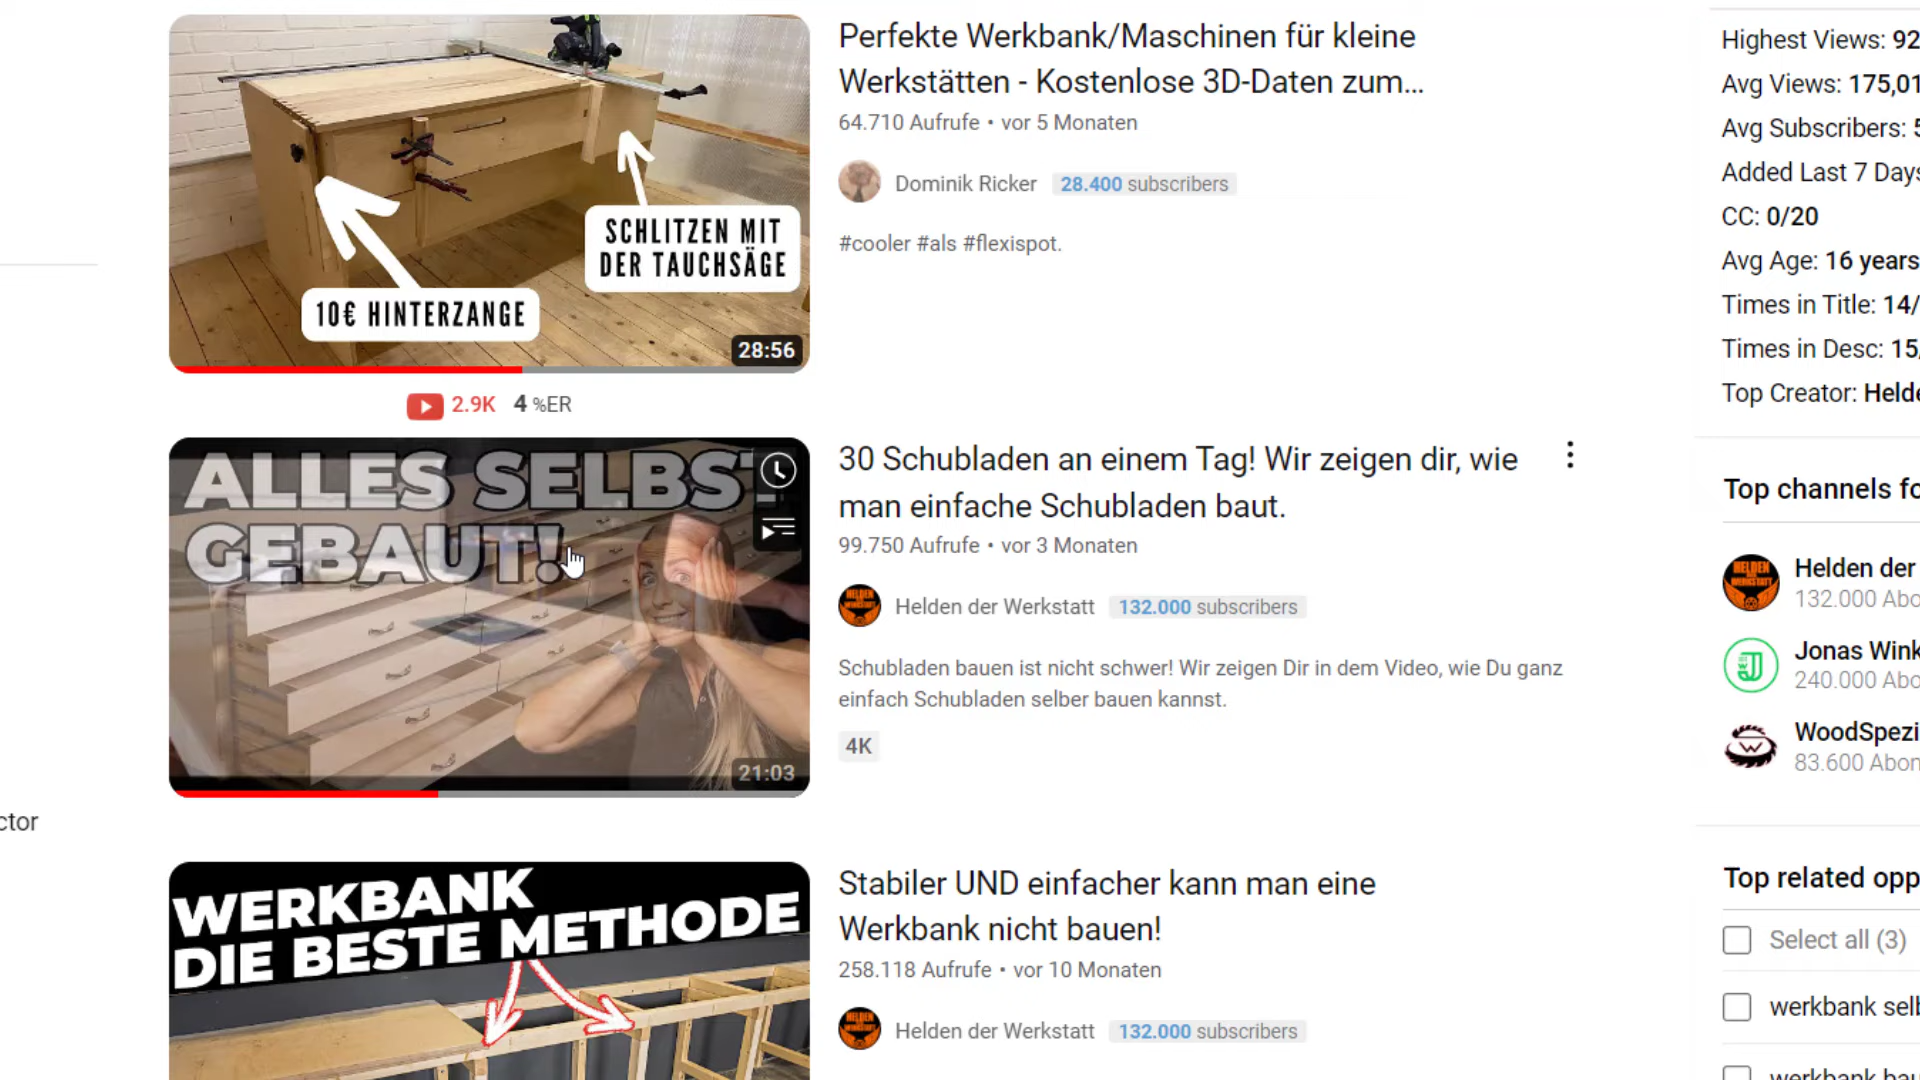 SCHLITZEN MIT
DER TAUCHSÄGE
10€ HINTERZANGE
28:56
2.9K 4 %ER
Perfekte Werkbank/Maschinen für kleine
Werkstätten - Kostenlose 3D-Daten zum...
64.710 Aufrufe • vor 5 Monaten
Dominik Ricker 28.400 subscribers
#cooler #als #flexispot.
ALLES SELBST
GEBAUT!
21:03
30 Schubladen an einem Tag! Wir zeigen dir, wie
man einfache Schubladen baut.
99.750 Aufrufe • vor 3 Monaten
Helden der Werkstatt 132.000 subscribers
Schubladen bauen ist nicht schwer! Wir zeigen Dir in dem Video, wie Du ganz
einfach Schubladen selber bauen kannst.
4K
ctor
WERKBANK
DIE BESTE METHODE
Stabiler UND einfacher kann man eine
Werkbank nicht bauen!
258.118 Aufrufe • vor 10 Monaten
Helden der Werkstatt 132.000 subscribers
Highest Views: 92
Avg Views: 175,01
Avg Subscribers: 5
Added Last 7 Days
CC: 0/20
Avg Age: 16 years
Times in Title: 14/
Times in Desc: 15,
Top Creator: Helde
Top channels fo
Helden der
132.000 Abo
Jonas Wink
240.000 Abo
WoodSpezi
83.600 Abon
Top related opp
Select all (3)
werkbank selb
werkbank bau